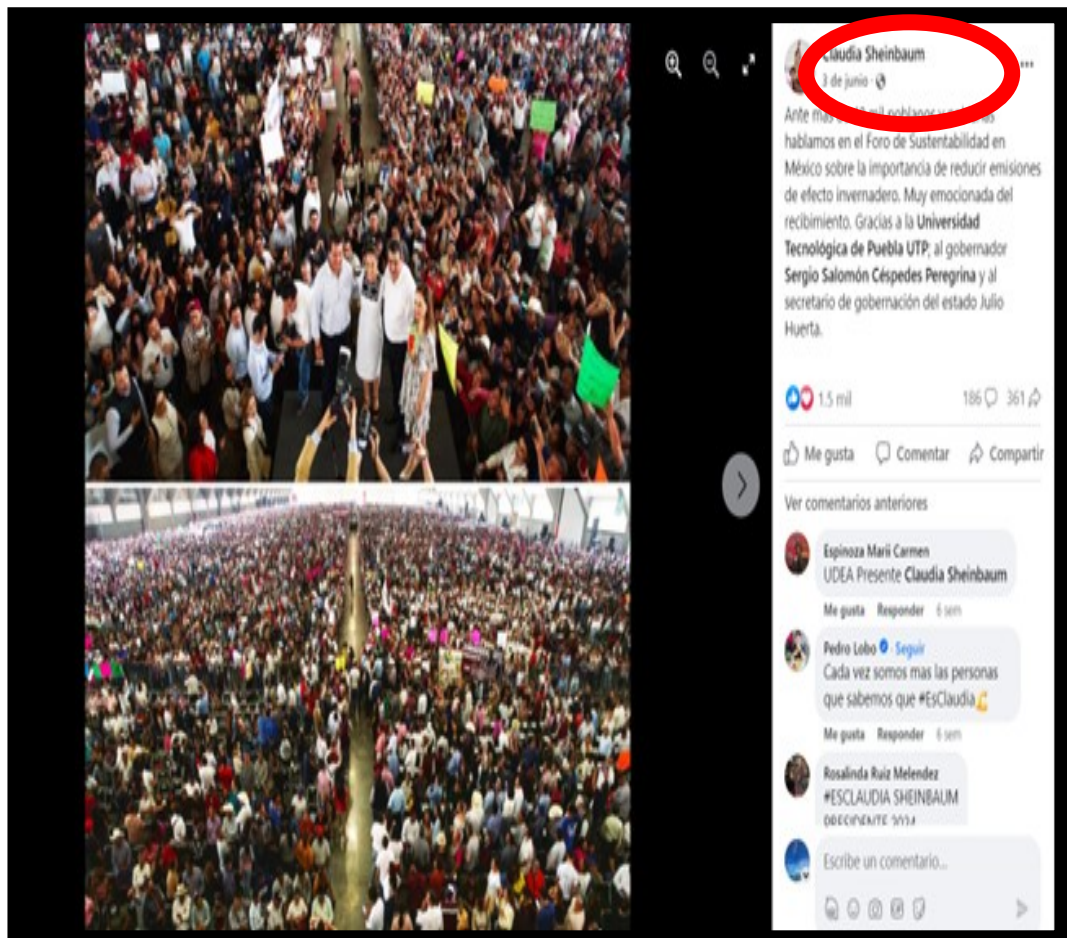 Claudia Sheinbaum
3 de junio
Ante más mil poblanos y
hablamos en el Foro de Sustentabilidad en
México sobre la importancia de reducir emisiones
de efecto invernadero. Muy emocionada del
recibimiento. Gracias a la Universidad
Tecnológica de Puebla UTP, al gobernador
Sergio Salomón Céspedes Peregrina y al
secretario de gobernación del estado Julio
Huerta.
1.5 mil 186 361
Me gusta Comentar Compartir
Ver comentarios anteriores
Espinoza Marii Carmen
UDEA Presente Claudia Sheinbaum
Me gusta Responder 6 sem
Pedro Lobo · Seguir
Cada vez somos mas las personas
que sabemos que #EsClaudia
Me gusta Responder 6 sem
Rosalinda Ruiz Melendez
#ESCLAUDIA SHEINBAUM
PRESIDENTE 2024
Escribe un comentario...